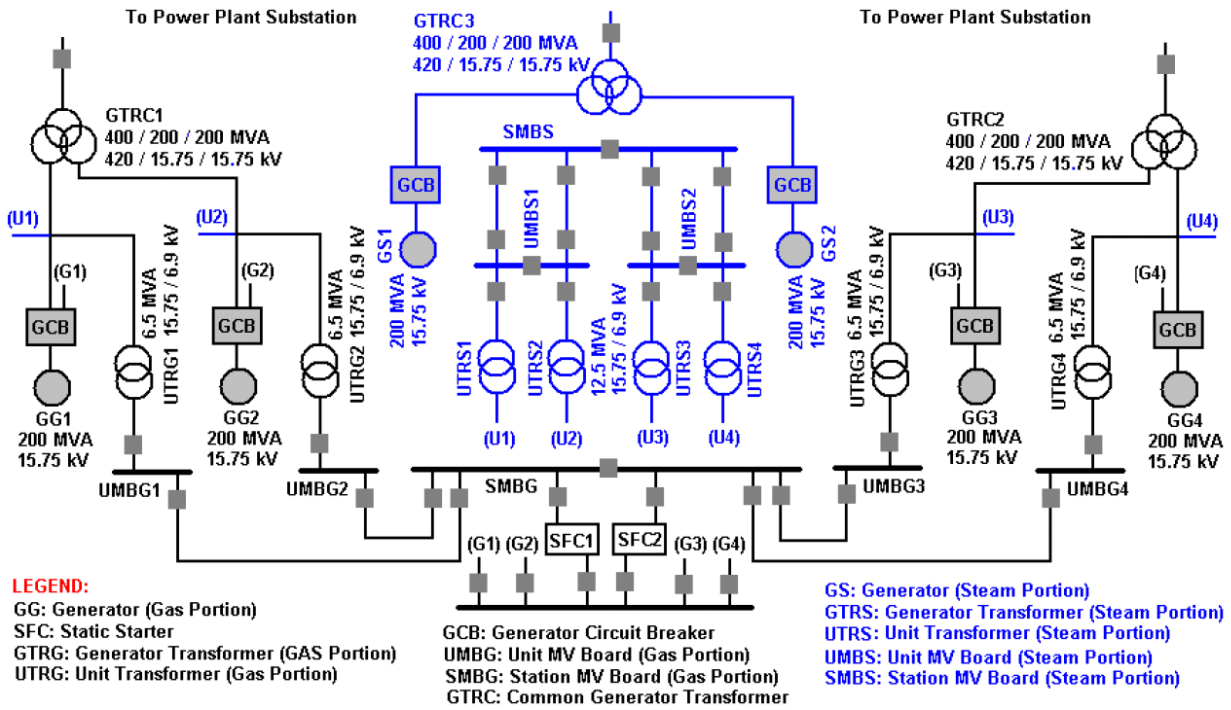 To Power Plant Substation
GTRC3
400 / 200 / 200 MVA
420 / 15.75 / 15.75 kV
To Power Plant Substation
GTRC1
400 / 200 / 200 MVA
420 / 15.75 / 15.75 kV
GTRC2
400 / 200 / 200 MVA
420 / 15.75 / 15.75 kV
SMBS
GCB
GCB
UMBS1
UMBS2
GS1
200 MVA
15.75 kV
GS2
200 MVA
15.75 kV
(U1)
(U2)
(U3)
(U4)
(G1)
(G2)
(G3)
(G4)
GCB
GCB
GCB
GCB
6.5 MVA
15.75 / 6.9 kV
UTRG1
6.5 MVA
15.75 / 6.9 kV
UTRG2
UTRS1
UTRS2
12.5 MVA
15.75 / 6.9 kV
UTRS3
UTRS4
6.5 MVA
15.75 / 6.9 kV
UTRG3
6.5 MVA
15.75 / 6.9 kV
UTRG4
GG1
200 MVA
15.75 kV
GG2
200 MVA
15.75 kV
GG3
200 MVA
15.75 kV
GG4
200 MVA
15.75 kV
(U1)
(U2)
(U3)
(U4)
UMBG1
UMBG2
SMBG
UMBG3
UMBG4
(G1)
(G2)
SFC1
SFC2
(G3)
(G4)
LEGEND:
GG: Generator (Gas Portion)
SFC: Static Starter
GTRG: Generator Transformer (GAS Portion)
UTRG: Unit Transformer (Gas Portion)
GCB: Generator Circuit Breaker
UMBG: Unit MV Board (Gas Portion)
SMBG: Station MV Board (Gas Portion)
GTRC: Common Generator Transformer
GS: Generator (Steam Portion)
GTRS: Generator Transformer (Steam Portion)
UTRS: Unit Transformer (Steam Portion)
UMBS: Unit MV Board (Steam Portion)
SMBS: Station MV Board (Steam Portion)